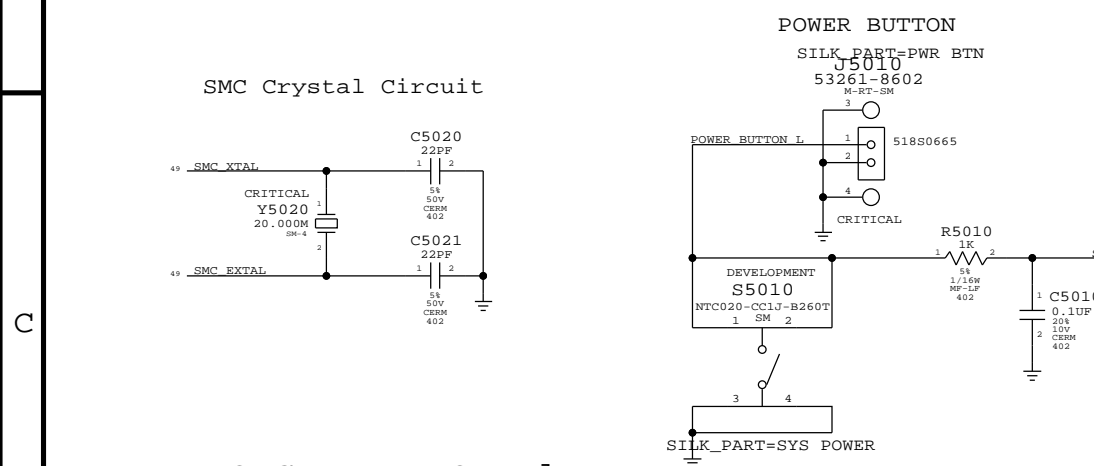 POWER BUTTON
SILK_PART=PWR BTN
J5010
53261-8602
M-RT-SM
3
POWER_BUTTON_L
1
518S0665
2
4
CRITICAL
SMC Crystal Circuit
C5020
22PF
49 SMC_XTAL
1 2
5%
50V
CERM
402
CRITICAL
Y5020
20.000M
SM-4
1
2
C5021
22PF
49 SMC_EXTAL
1 2
5%
50V
CERM
402
R5010
1K
1 2
5%
1/16W
MF-LF
402
DEVELOPMENT
S5010
NTC020-CC1J-B260T
1 SM 2
3 4
SILK_PART=SYS POWER
1 C5010
0.1UF
20%
2 10V
CERM
402
C